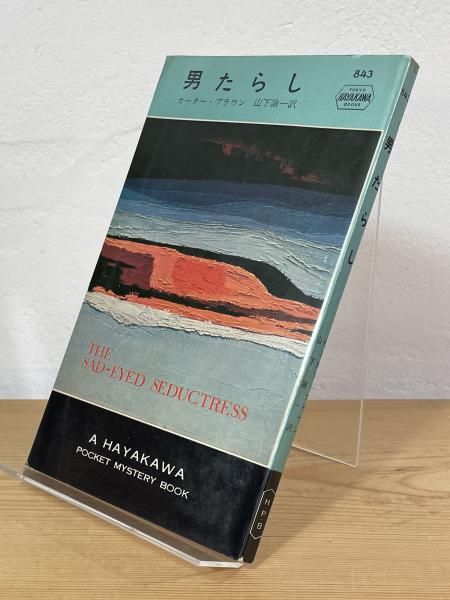 男たらし
カーター・ブラウン 山下諭一訳
843
TOKYO
HAYAKAWA
BOOKS
THE
SAD-EYED SEDUCTRESS
A HAYAKAWA
POCKET MYSTERY BOOK
男たらし
HPB